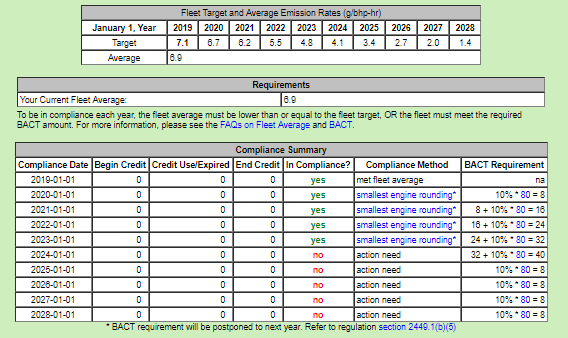 Fleet Target and Average Emission Rates (g/bhp-hr)
January 1, Year 2019 2020 2021 2022 2023 2024 2025 2026 2027 2028
Target 7.1 6.7 6.2 5.5 4.8 4.1 3.4 2.7 2.0 1.4
Average 6.9
Requirements
Your Current Fleet Average: 6.9
To be in compliance each year, the fleet average must be lower than or equal to the fleet target, OR the fleet must meet the required
BACT amount. For more information, please see the FAQs on Fleet Average and BACT.
Compliance Summary
Compliance Date Begin Credit Credit Use/Expired End Credit In Compliance? Compliance Method BACT Requirement
2019-01-01 0 0 0 yes met fleet average na
2020-01-01 0 0 0 yes smallest engine rounding* 10% * 80 = 8
2021-01-01 0 0 0 yes smallest engine rounding* 8 + 10% * 80 = 16
2022-01-01 0 0 0 yes smallest engine rounding* 16 + 10% * 80 = 24
2023-01-01 0 0 0 yes smallest engine rounding* 24 + 10% * 80 = 32
2024-01-01 0 0 0 no action need 32 + 10% * 80 = 40
2025-01-01 0 0 0 no action need 10% * 80 = 8
2026-01-01 0 0 0 no action need 10% * 80 = 8
2027-01-01 0 0 0 no action need 10% * 80 = 8
2028-01-01 0 0 0 no action need 10% * 80 = 8
* BACT requirement will be postponed to next year. Refer to regulation section 2449.1(b)(5)